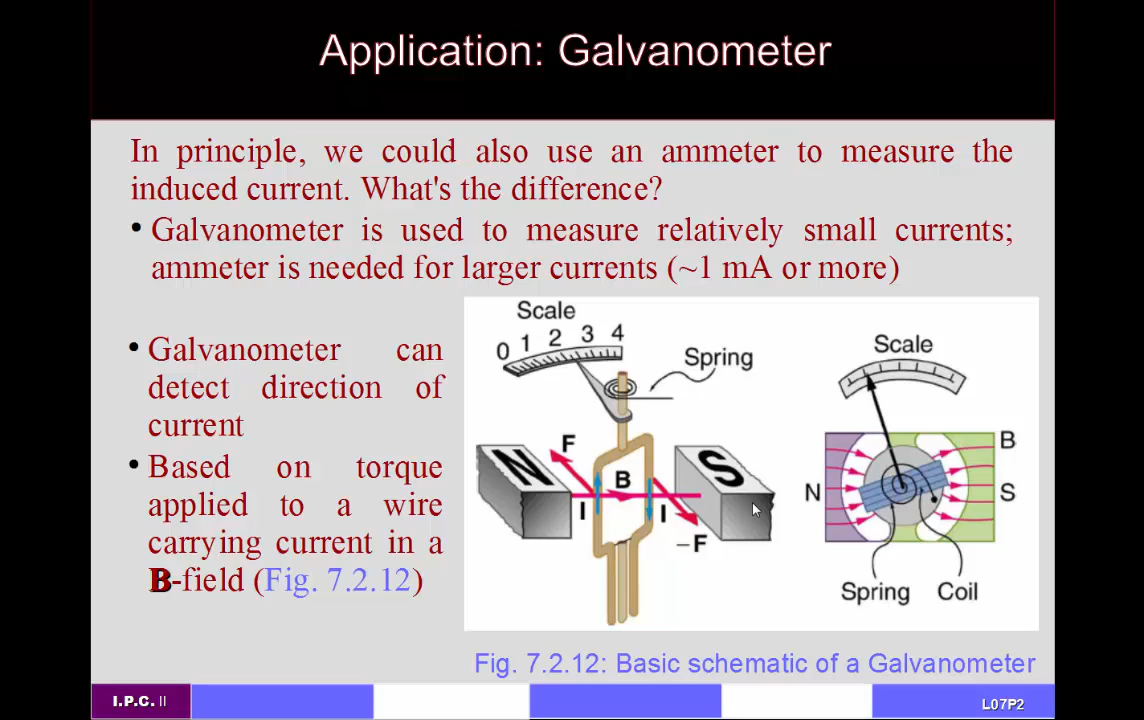 Application: Galvanometer
In principle, we could also use an ammeter to measure the
induced current. What's the difference?
• Galvanometer is used to measure relatively small currents;
ammeter is needed for larger currents (~1 mA or more)
• Galvanometer can
detect direction of
current
• Based on torque
applied to a wire
carrying current in a
B-field (Fig. 7.2.12)
Scale
0 1 2 3 4
Spring
N
S
F
B
I
I
–F
Scale
B
N
S
Spring
Coil
Fig. 7.2.12: Basic schematic of a Galvanometer
I.P.C. II
L07P2